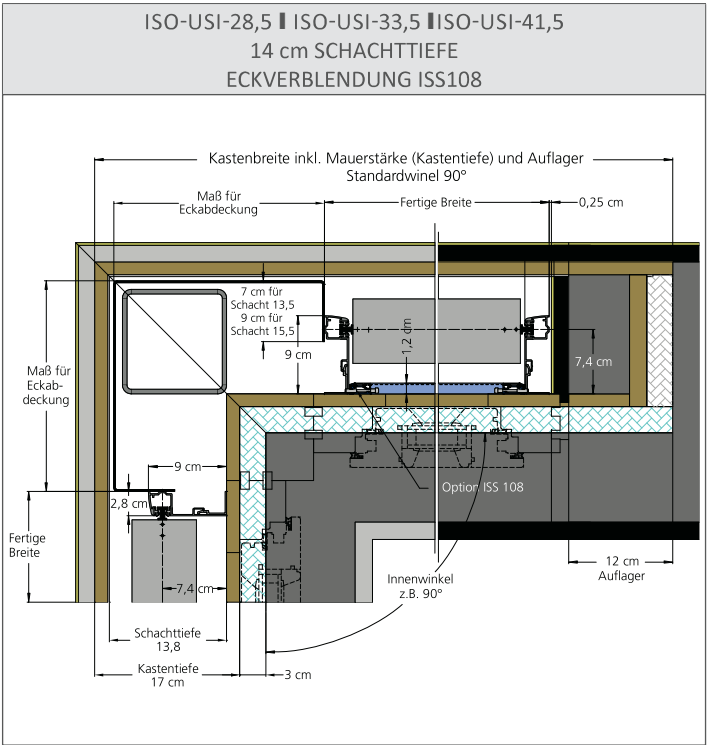 ISO-USI-28,5 ▌ ISO-USI-33,5 ▌ISO-USI-41,5
14 cm SCHACHTTIEFE
ECKVERBLENDUNG ISS108
Kastenbreite inkl. Mauerstärke (Kastentiefe) und Auflager
Standardwinel 90°
Maß für
Eckabdeckung
Fertige Breite
0,25 cm
7 cm für
Schacht 13,5
9 cm für
Schacht 15,5
9 cm
1,2 cm
7,4 cm
Maß für
Eckab-
deckung
9 cm
2,8 cm
Option ISS 108
Fertige
Breite
7,4 cm
Innenwinkel
z.B. 90°
12 cm
Auflager
Schachttiefe
13,8
Kastentiefe
17 cm
3 cm